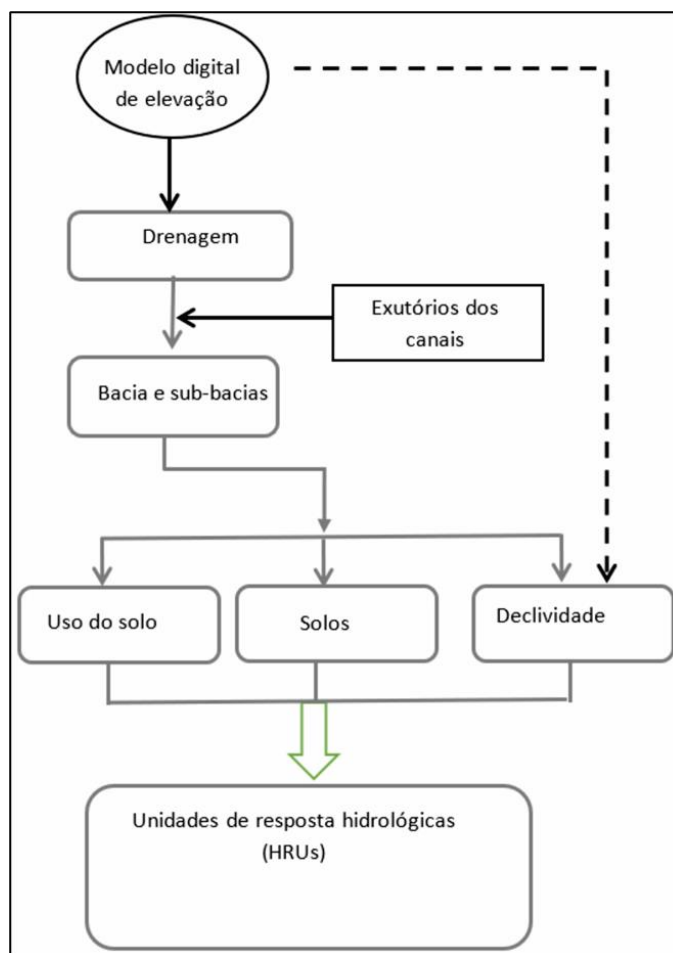 Modelo digital
de elevação
Drenagem
Exutórios dos
canais
Bacia e sub-bacias
Uso do solo
Solos
Declividade
Unidades de resposta hidrológicas
(HRUs)